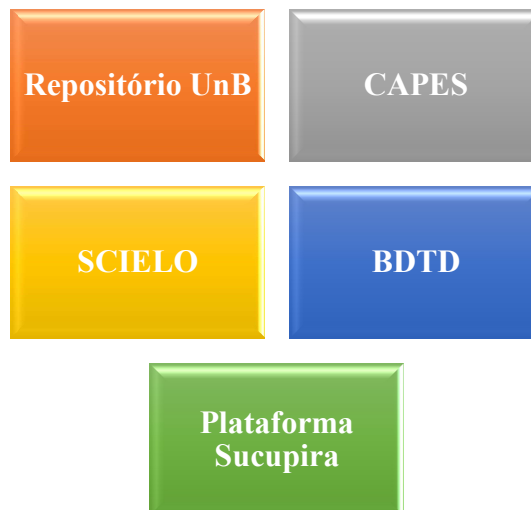 Repositório UnB
CAPES
SCIELO
BDTD
Plataforma
Sucupira